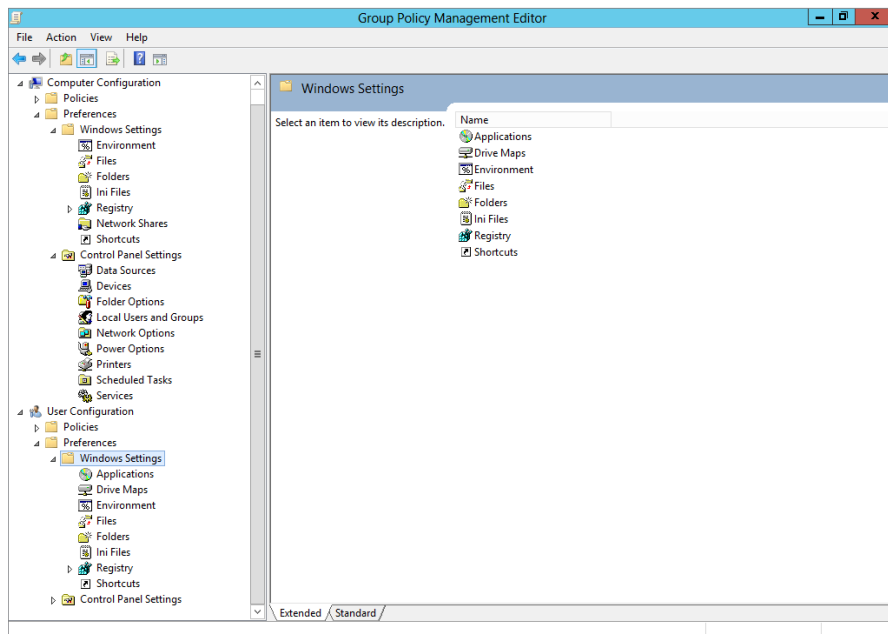 Group Policy Management Editor
File Action View Help
Computer Configuration
Policies
Preferences
Windows Settings
Environment
Files
Folders
Ini Files
Registry
Network Shares
Shortcuts
Control Panel Settings
Data Sources
Devices
Folder Options
Local Users and Groups
Network Options
Power Options
Printers
Scheduled Tasks
Services
User Configuration
Policies
Preferences
Windows Settings
Applications
Drive Maps
Environment
Files
Folders
Ini Files
Registry
Shortcuts
Control Panel Settings
Windows Settings
Select an item to view its description.
Name
Applications
Drive Maps
Environment
Files
Folders
Ini Files
Registry
Shortcuts
Extended Standard